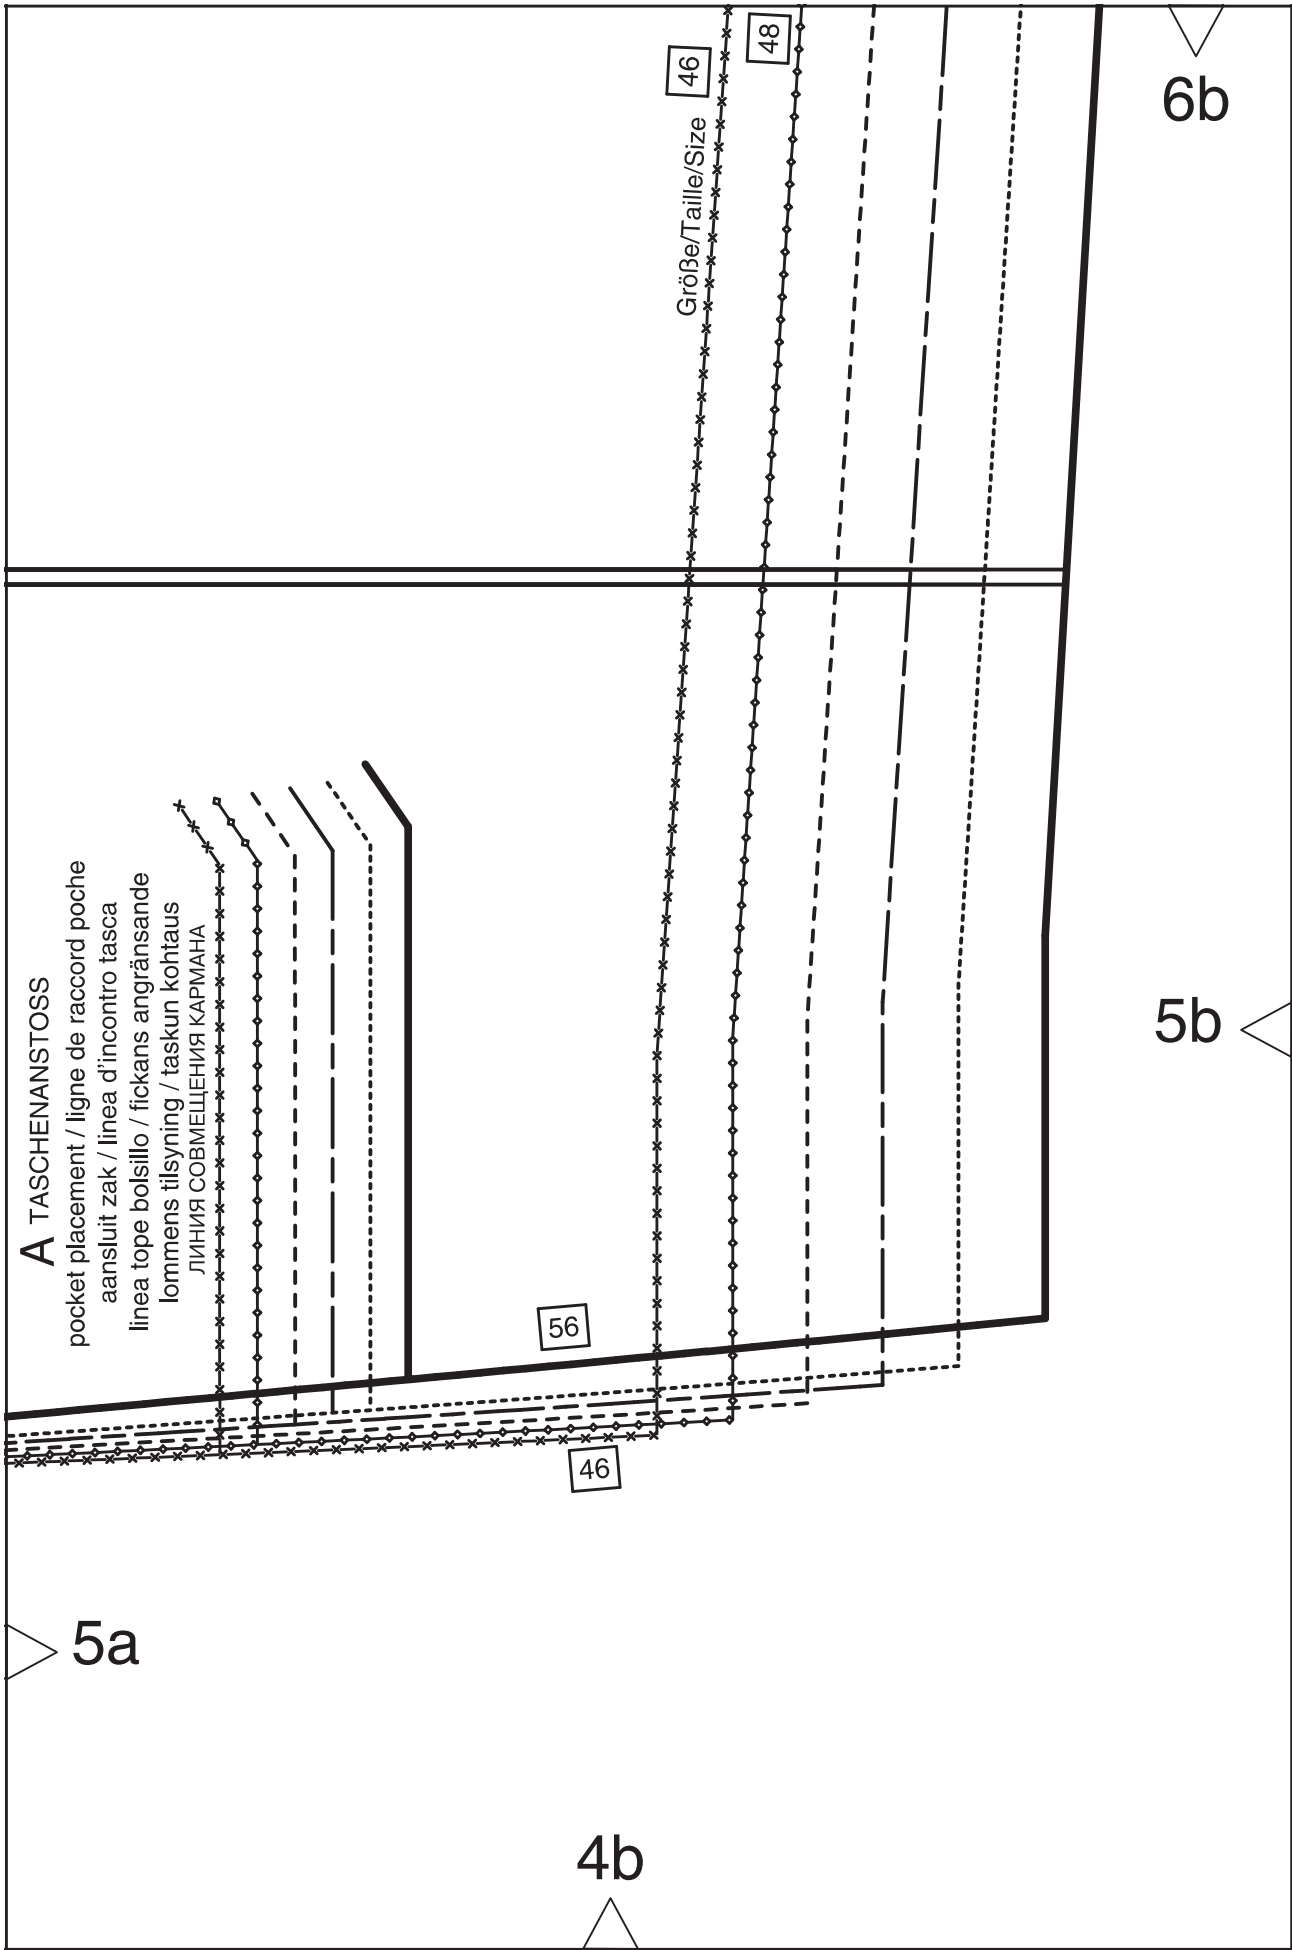 46
48
Größe/Taille/Size
6b
A TASCHENANSTOSS
pocket placement / ligne de raccord poche
aansluit zak / linea d'incontro tasca
linea tope bolsillo / fickans angränsande
lommens tilsyning / taskun kohtaus
ЛИНИЯ СОВМЕЩЕНИЯ КАРМАНА
5b
56
46
5a
4b